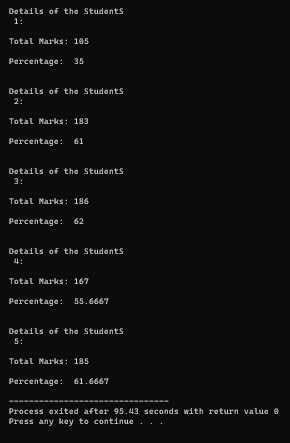 Details of the StudentS
1:
Total Marks: 105
Percentage:  35
Details of the StudentS
2:
Total Marks: 183
Percentage:  61
Details of the StudentS
3:
Total Marks: 186
Percentage:  62
Details of the StudentS
4:
Total Marks: 167
Percentage:  55.6667
Details of the StudentS
5:
Total Marks: 185
Percentage:  61.6667
--------------------------------
Process exited after 95.43 seconds with return value 0
Press any key to continue . . .